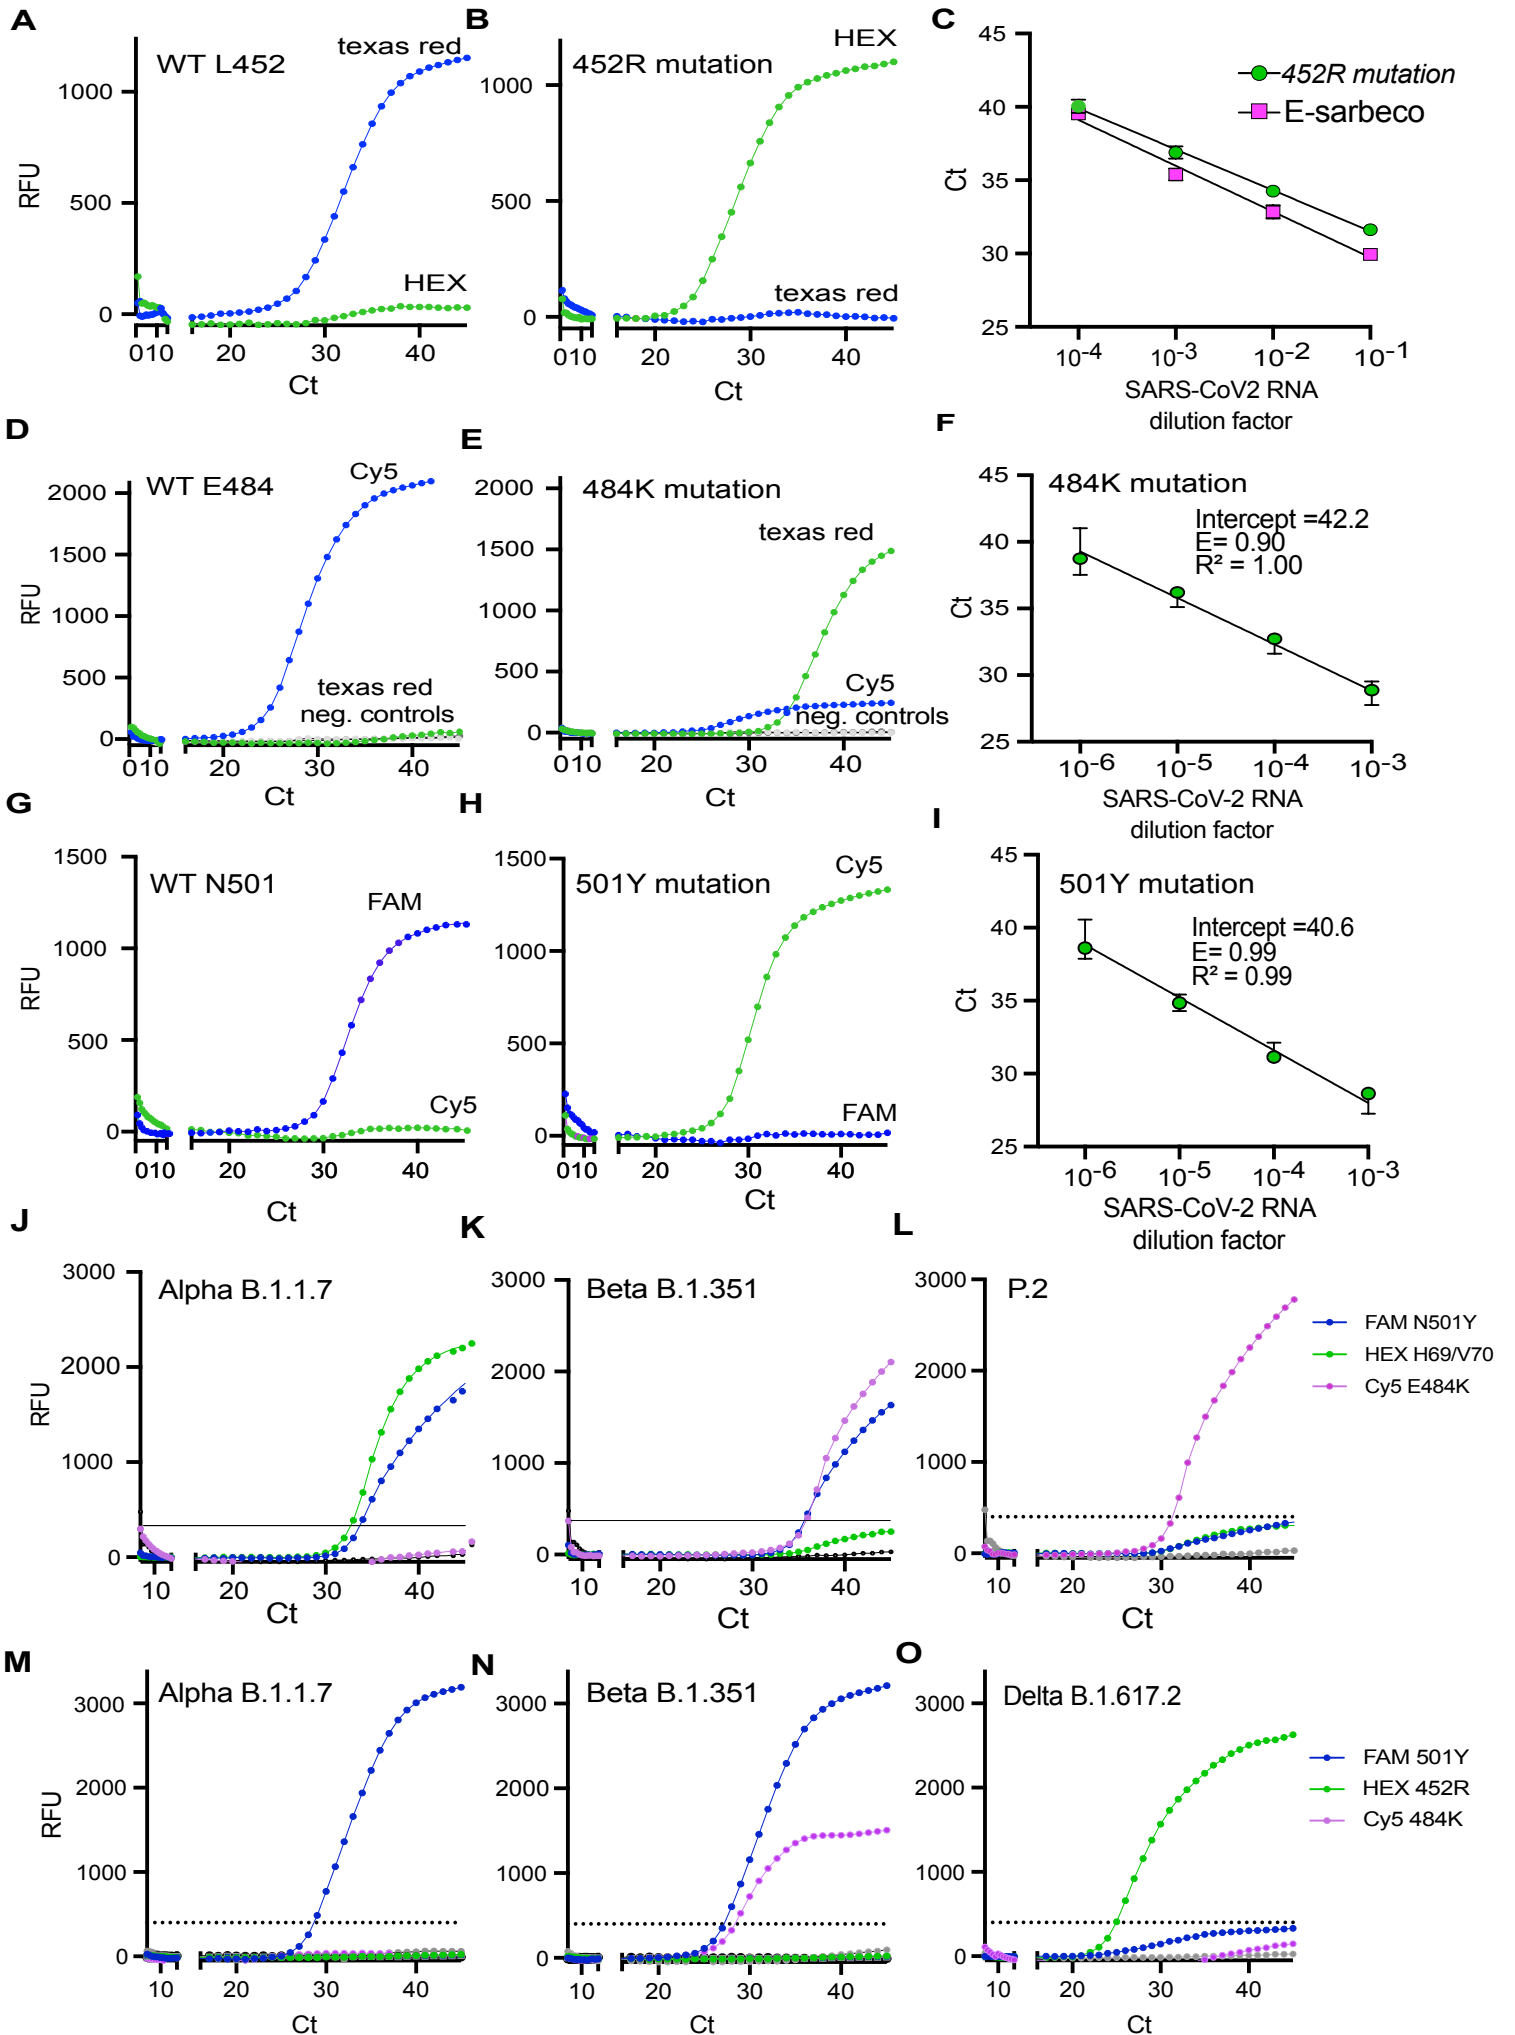 A
WT L452
texas red
HEX
RFU
1000
500
0
0 10 20 30 40
Ct
B
452R mutation
HEX
texas red
1000
500
0
0 10 20 30 40
Ct
C
452R mutation
E-sarbeco
Ct
45
40
35
30
25
10-4 10-3 10-2 10-1
SARS-CoV2 RNA
dilution factor
D
WT E484
Cy5
texas red
neg. controls
RFU
2000
1500
1000
500
0
0 10 20 30 40
Ct
E
484K mutation
texas red
Cy5
neg. controls
2000
1500
1000
500
0
0 10 20 30 40
Ct
F
484K mutation
Intercept =42.2
E= 0.90
R² = 1.00
Ct
45
40
35
30
25
10-6 10-5 10-4 10-3
SARS-CoV-2 RNA
dilution factor
G
WT N501
FAM
Cy5
RFU
1500
1000
500
0
0 10 20 30 40
Ct
H
501Y mutation
Cy5
FAM
1500
1000
500
0
0 10 20 30 40
Ct
I
501Y mutation
Intercept =40.6
E= 0.99
R² = 0.99
Ct
45
40
35
30
25
10-6 10-5 10-4 10-3
SARS-CoV-2 RNA
dilution factor
J
Alpha B.1.1.7
RFU
3000
2000
1000
0
10 20 30 40
Ct
K
Beta B.1.351
3000
2000
1000
0
10 20 30 40
Ct
L
P.2
3000
2000
1000
0
10 20 30 40
Ct
FAM N501Y
HEX H69/V70
Cy5 E484K
M
Alpha B.1.1.7
RFU
3000
2000
1000
0
10 20 30 40
Ct
N
Beta B.1.351
3000
2000
1000
0
10 20 30 40
Ct
O
Delta B.1.617.2
3000
2000
1000
0
10 20 30 40
Ct
FAM 501Y
HEX 452R
Cy5 484K